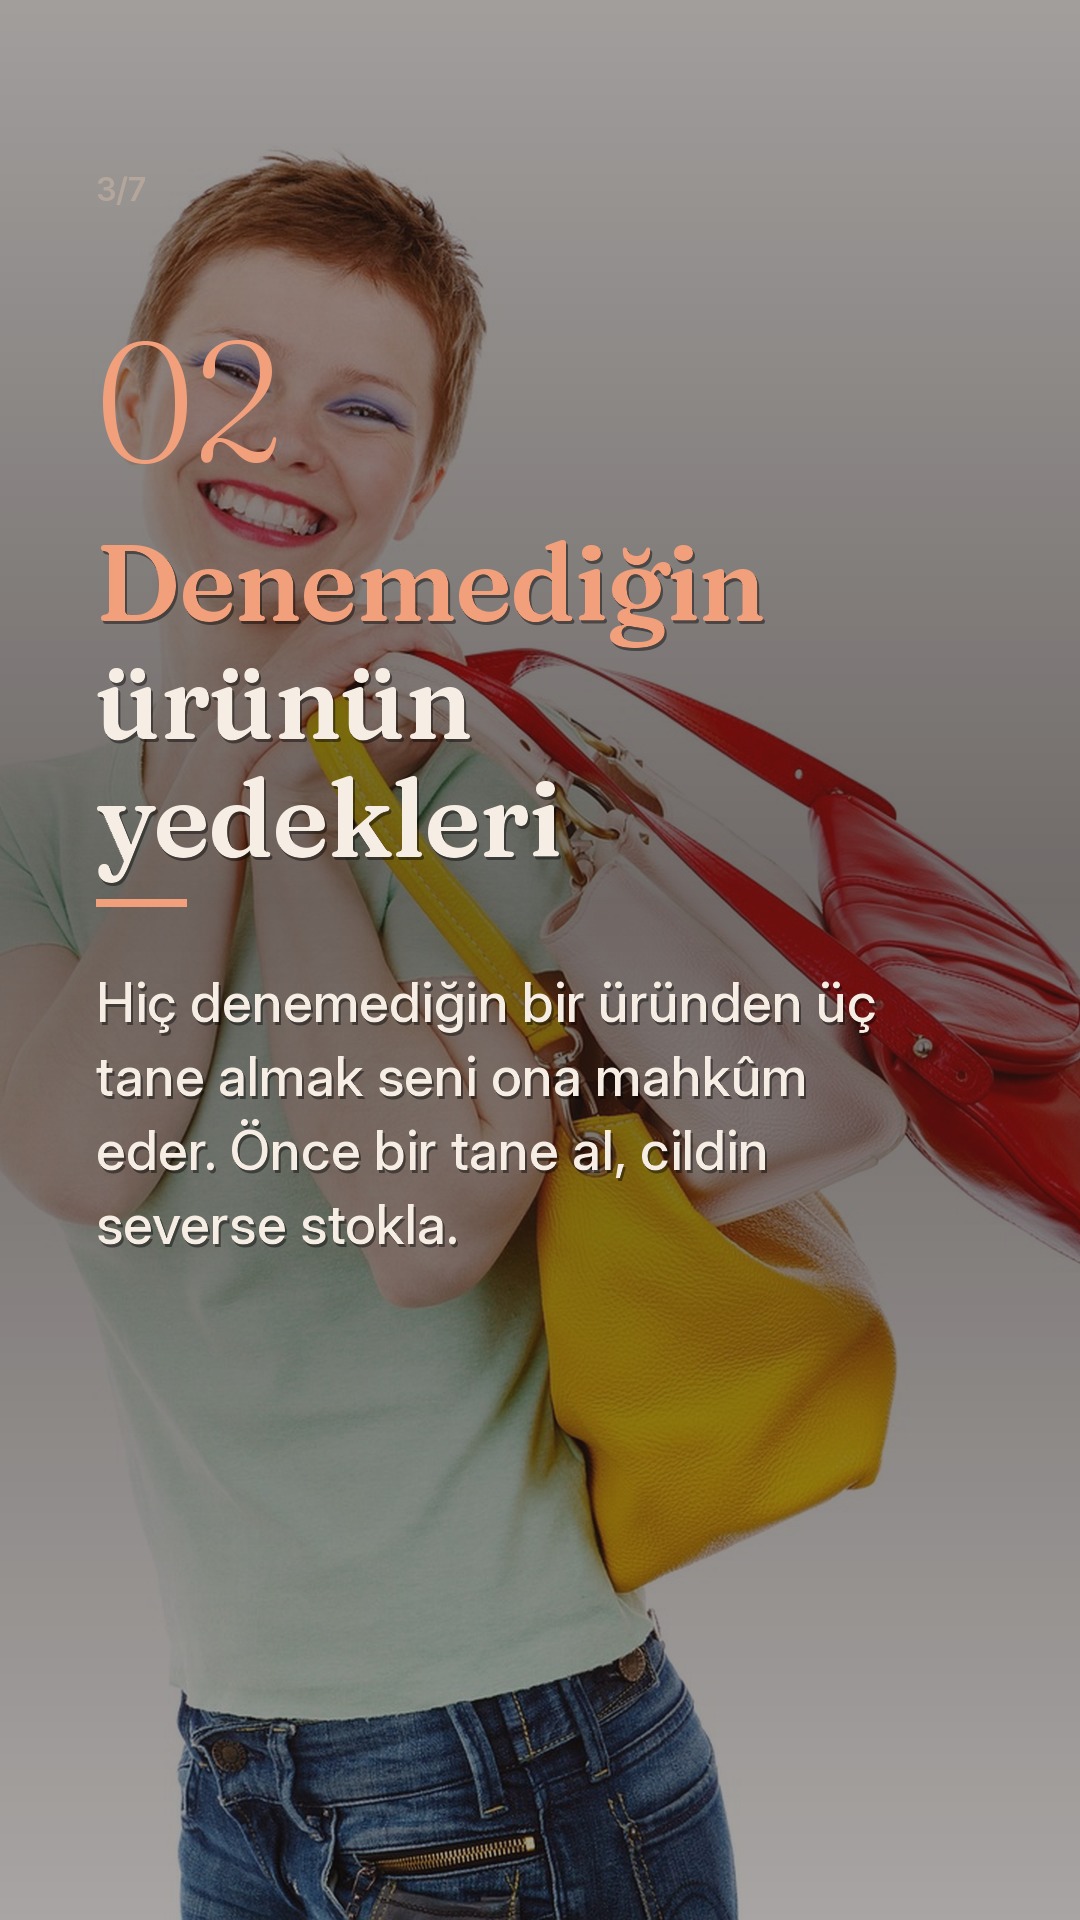 3/7
02
Denemediğin
ürünün
yedekleri
Hiç denemediğin bir üründen üç
tane almak seni ona mahkûm
eder. Önce bir tane al, cildin
severse stokla.